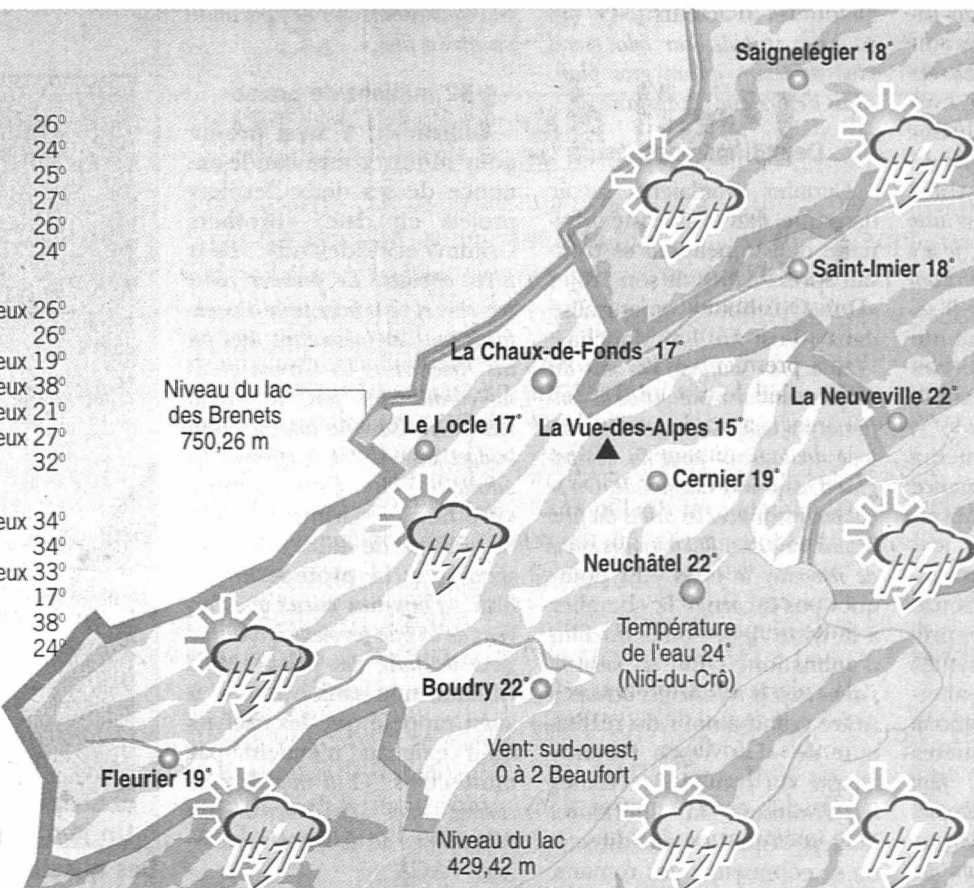 26°
24°
25°
27°
26°
24°
eux 26°
26°
eux 19°
eux 38°
eux 21°
eux 27°
32°
eux 34°
34°
eux 33°
17°
38°
24°
Saignelégier 18°
Saint-Imier 18°
La Chaux-de-Fonds 17°
Niveau du lac
des Brenets
750,26 m
La Neuveville 22°
Le Locle 17°
La Vue-des-Alpes 15°
Cernier 19°
Neuchâtel 22°
Température
de l'eau 24°
(Nid-du-Crô)
Boudry 22°
Vent: sud-ouest,
0 à 2 Beaufort
Fleurier 19°
Niveau du lac
429,42 m